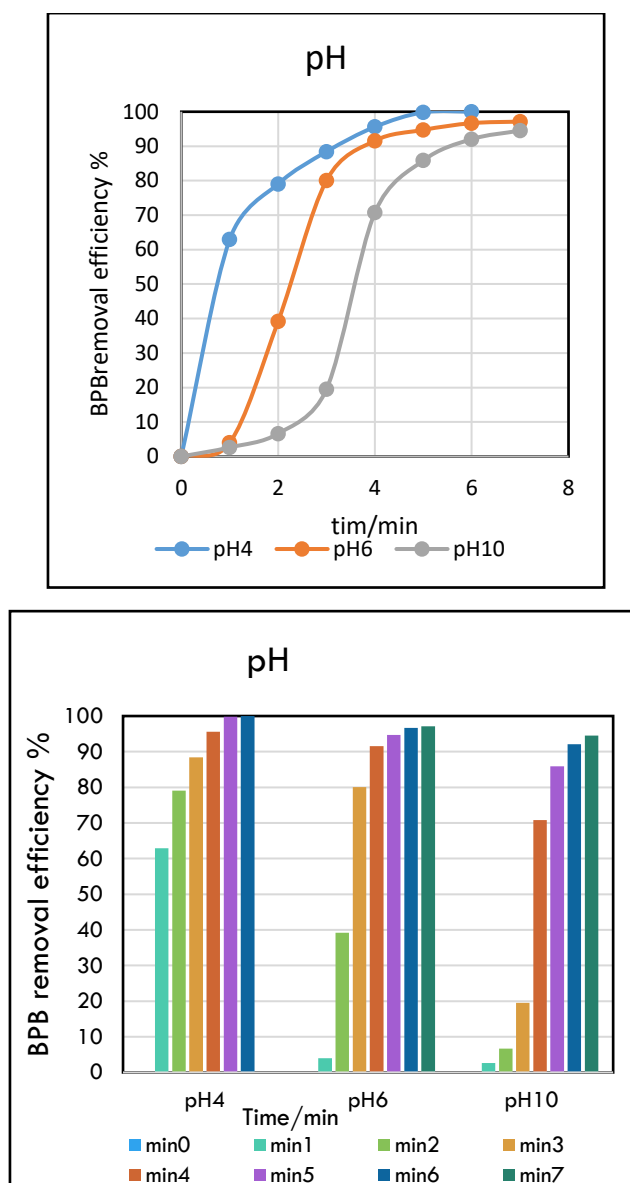 pH
100
90
80
70
60
50
40
30
20
10
0
BPBremoval efficiency %
0 2 4 6 8
tim/min
pH4 pH6 pH10
pH
100
90
80
70
60
50
40
30
20
10
0
BPB removal efficiency %
pH4 pH6 pH10
Time/min
min0 min1 min2 min3
min4 min5 min6 min7